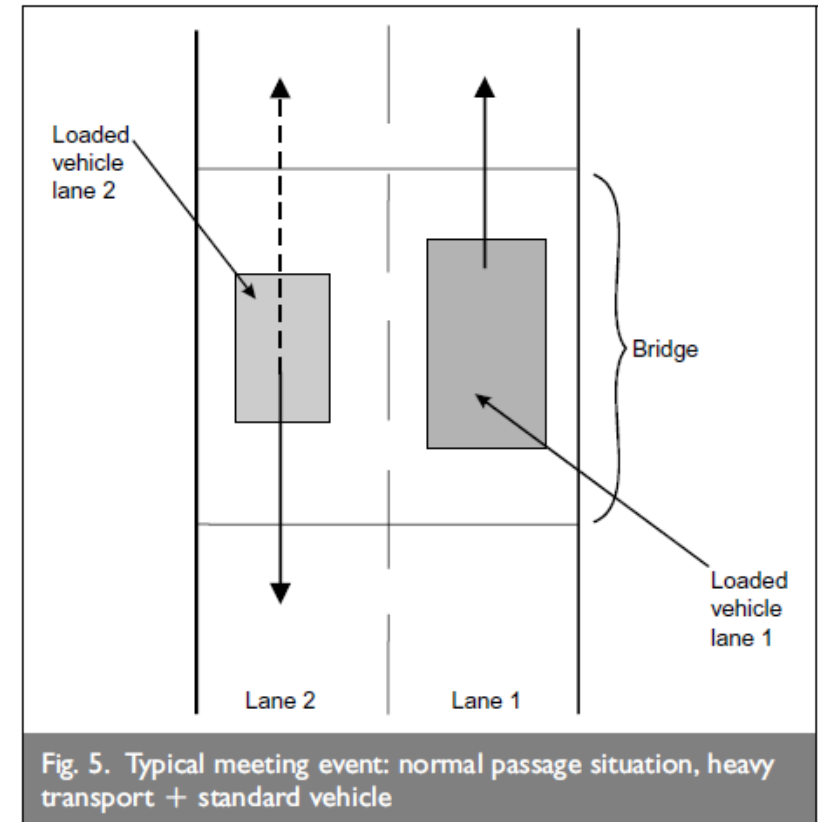 Loaded
vehicle
lane 2
Bridge
Loaded
vehicle
lane 1
Lane 2
Lane 1
Fig. 5. Typical meeting event: normal passage situation, heavy
transport + standard vehicle